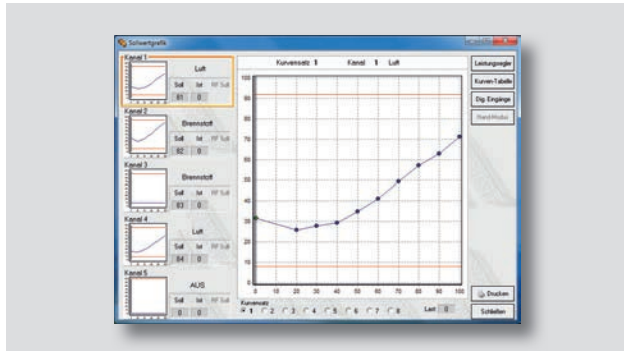 Sollwertgrafik
Kanal 1
Luft
Soll Ist RF Soll
81 0
Kanal 2
Brennstoff
Soll Ist RF Soll
82 0
Kanal 3
Brennstoff
Soll Ist RF Soll
83 0
Kanal 4
Luft
Soll Ist RF Soll
84 0
Kanal 5
AUS
Soll Ist RF Soll
0 0
Kurvensatz 1 Kanal 1 Luft
100
90
80
70
60
50
40
30
20
10
0
0 10 20 30 40 50 60 70 80 90 100
Kurvensatz
1 2 3 4 5 6 7 8
Last 0
Leistungsregler
Kurven-Tabelle
Dig. Eingänge
Hand-Modus
Drucken
Schließen